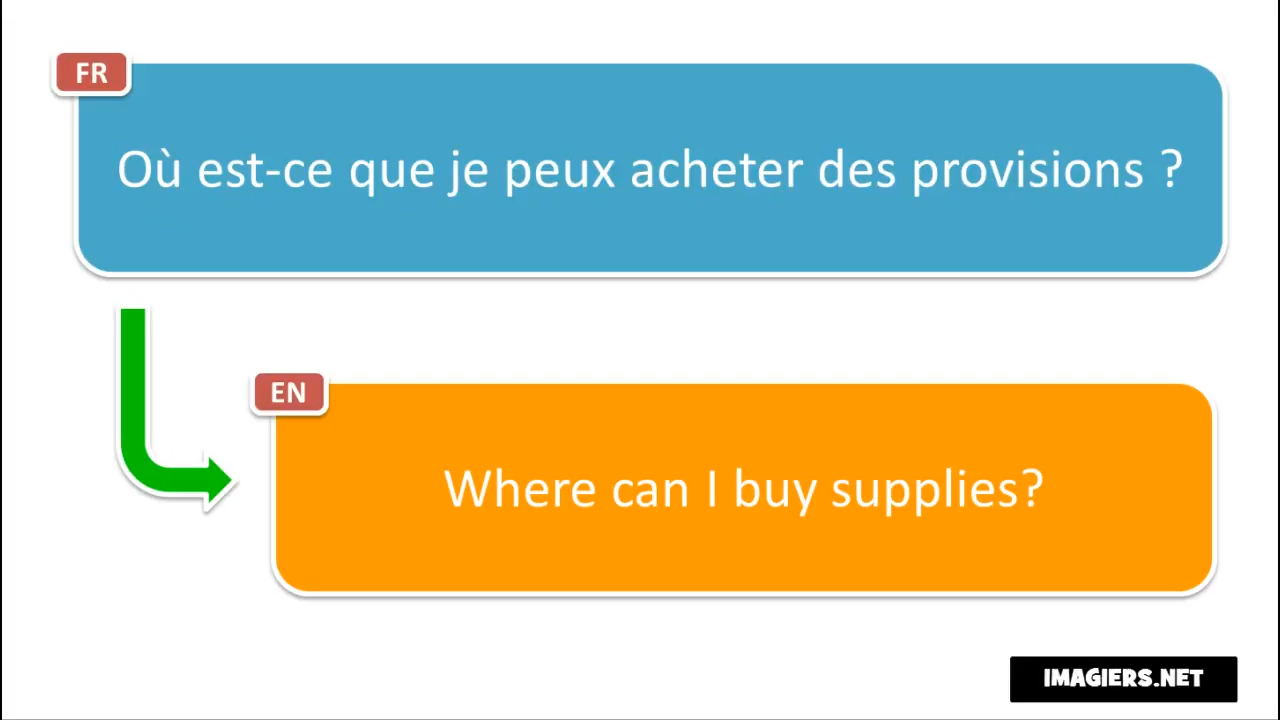 FR
Où est-ce que je peux acheter des provisions ?
EN
Where can I buy supplies?
IMAGIERS.NET